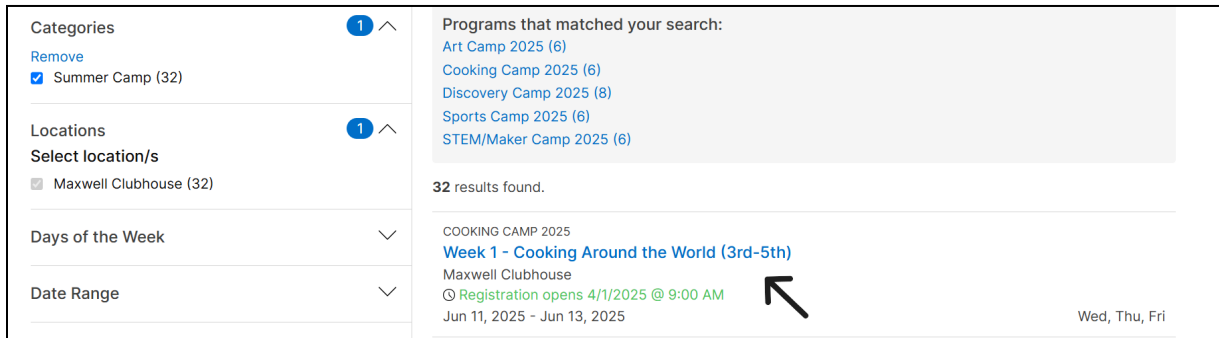 Categories 1
Remove
Summer Camp (32)
Locations 1
Select location/s
Maxwell Clubhouse (32)
Days of the Week
Date Range
Programs that matched your search:
Art Camp 2025 (6)
Cooking Camp 2025 (6)
Discovery Camp 2025 (8)
Sports Camp 2025 (6)
STEM/Maker Camp 2025 (6)
32 results found.
COOKING CAMP 2025
Week 1 - Cooking Around the World (3rd-5th)
Maxwell Clubhouse
Registration opens 4/1/2025 @ 9:00 AM
Jun 11, 2025 - Jun 13, 2025 Wed, Thu, Fri